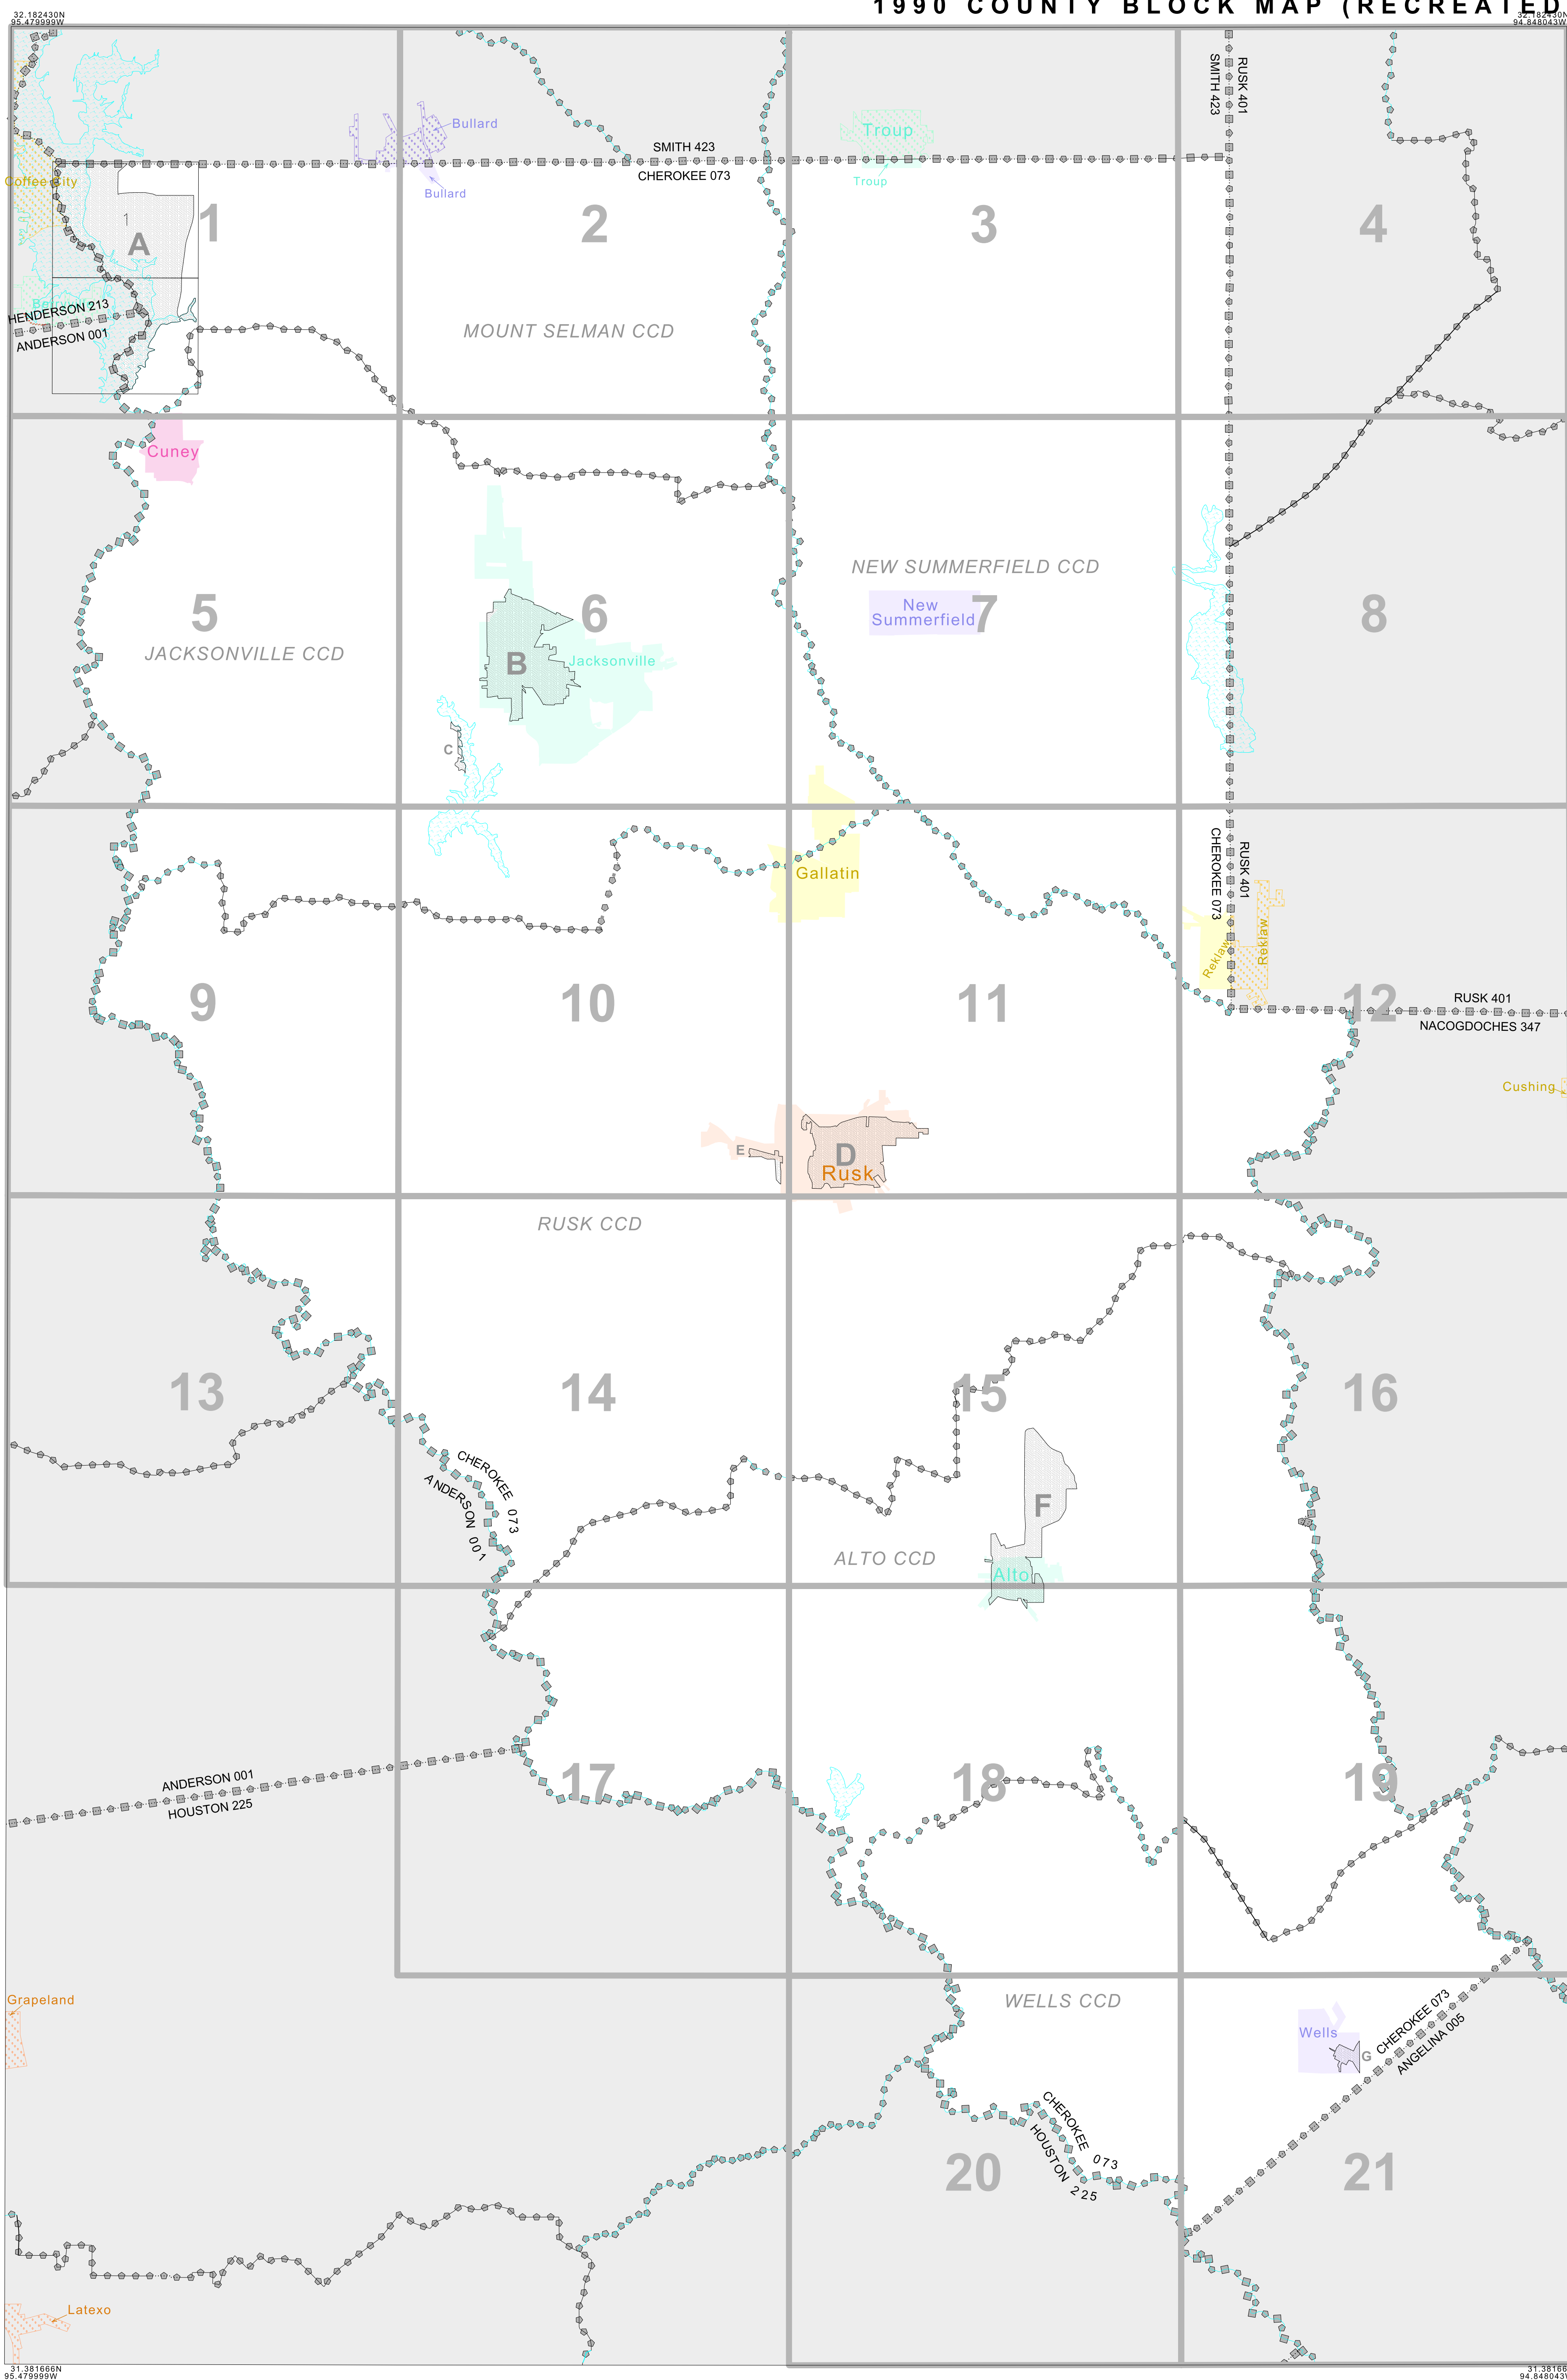 1990 COUNTY BLOCK MAP (RECREATED
32.182430N
95.479999W
32.182430N
94.848043W
SMITH 423
RUSK 401
Bullard
Troup
SMITH 423
CHEROKEE 073
Troup
Bullard
Coffee City
1
1
2
3
4
A
HENDERSON 213
ANDERSON 001
MOUNT SELMAN CCD
Cuney
NEW SUMMERFIELD CCD
5
6
New
Summerfield
7
8
JACKSONVILLE CCD
B
Jacksonville
C
CHEROKEE 073
RUSK 401
Gallatin
Reklaw
Reklaw
9
10
11
12
RUSK 401
NACOGDOCHES 347
Cushing
E
D
Rusk
RUSK CCD
13
14
15
16
CHEROKEE 073
ANDERSON 001
F
ALTO CCD
Alto
ANDERSON 001
HOUSTON 225
17
18
19
Grapeland
WELLS CCD
Wells
G
CHEROKEE 073
ANGELINA 005
CHEROKEE 073
HOUSTON 225
20
21
Latexo
31.381666N
95.479999W
31.38166
94.848043W